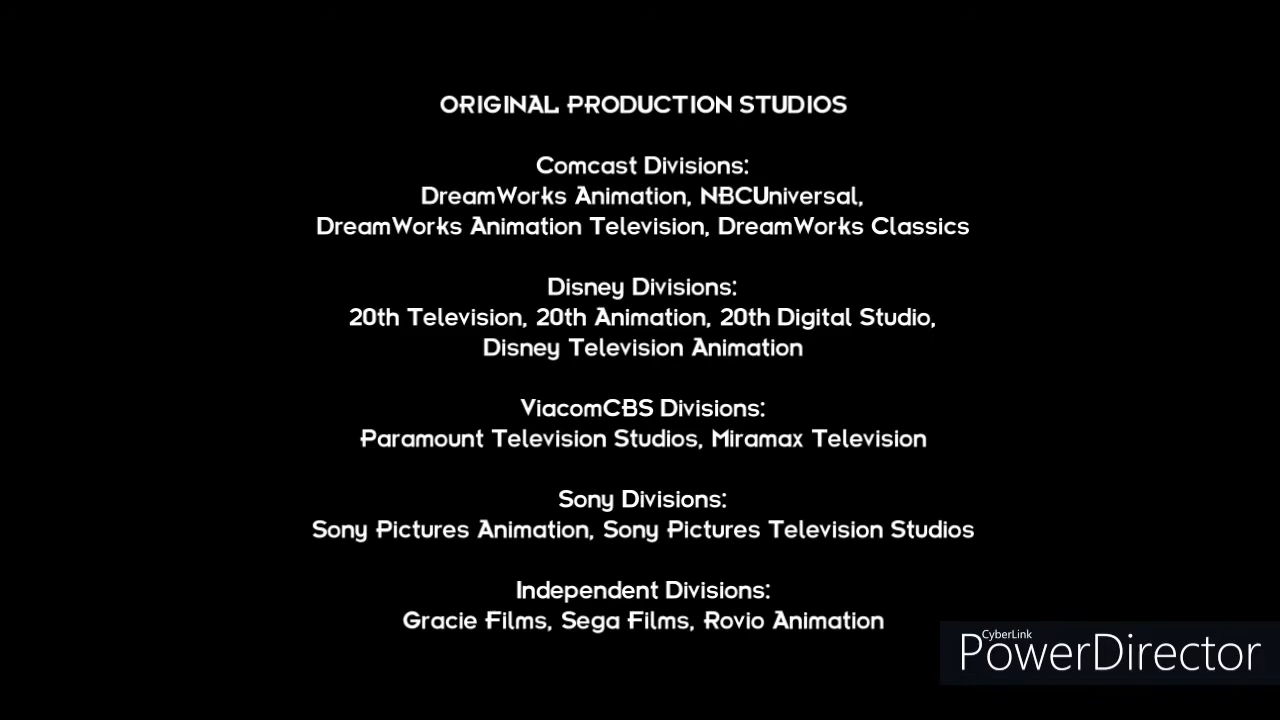 ORIGINAL PRODUCTION STUDIOS
Comcast Divisions:
DreamWorks Animation, NBCUniversal,
DreamWorks Animation Television, DreamWorks Classics
Disney Divisions:
20th Television, 20th Animation, 20th Digital Studio,
Disney Television Animation
ViacomCBS Divisions:
Paramount Television Studios, Miramax Television
Sony Divisions:
Sony Pictures Animation, Sony Pictures Television Studios
Independent Divisions:
Gracie Films, Sega Films, Rovio Animation
CyberLink
PowerDirector